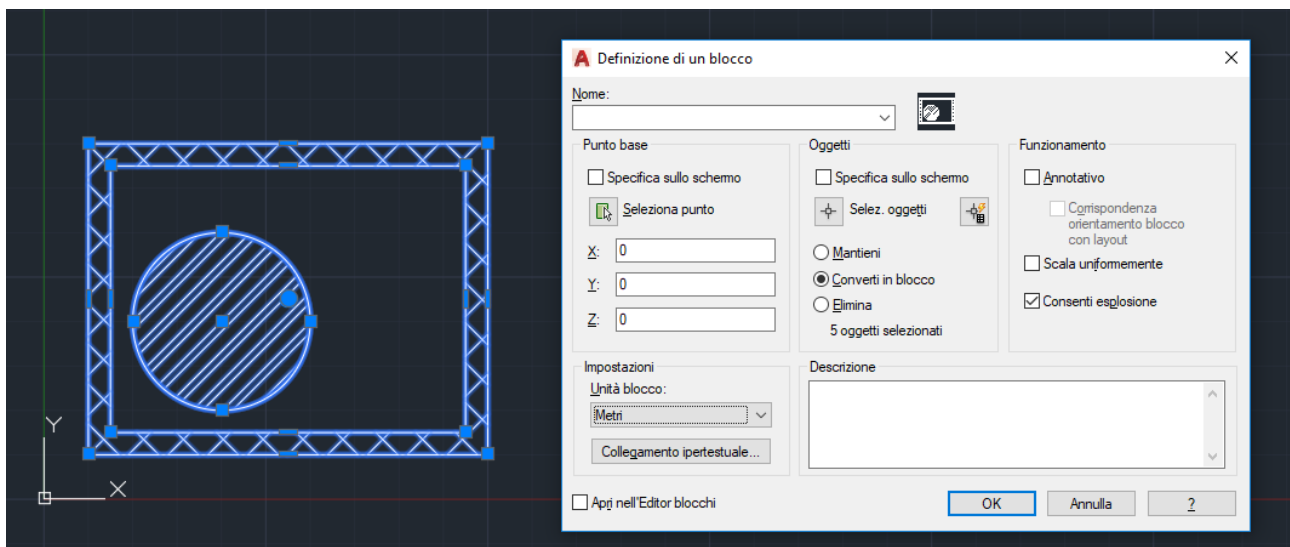 Definizione di un blocco
Nome:
Punto base
Specifica sullo schermo
Seleziona punto
X: 0
Y: 0
Z: 0
Oggetti
Specifica sullo schermo
Selez. oggetti
Mantieni
Converti in blocco
Elimina
5 oggetti selezionati
Funzionamento
Annotativo
Corrispondenza
orientamento blocco
con layout
Scala uniformemente
Consenti esplosione
Impostazioni
Unità blocco:
Metri
Collegamento ipertestuale...
Descrizione
Apri nell'Editor blocchi
OK
Annulla
?
Y
X